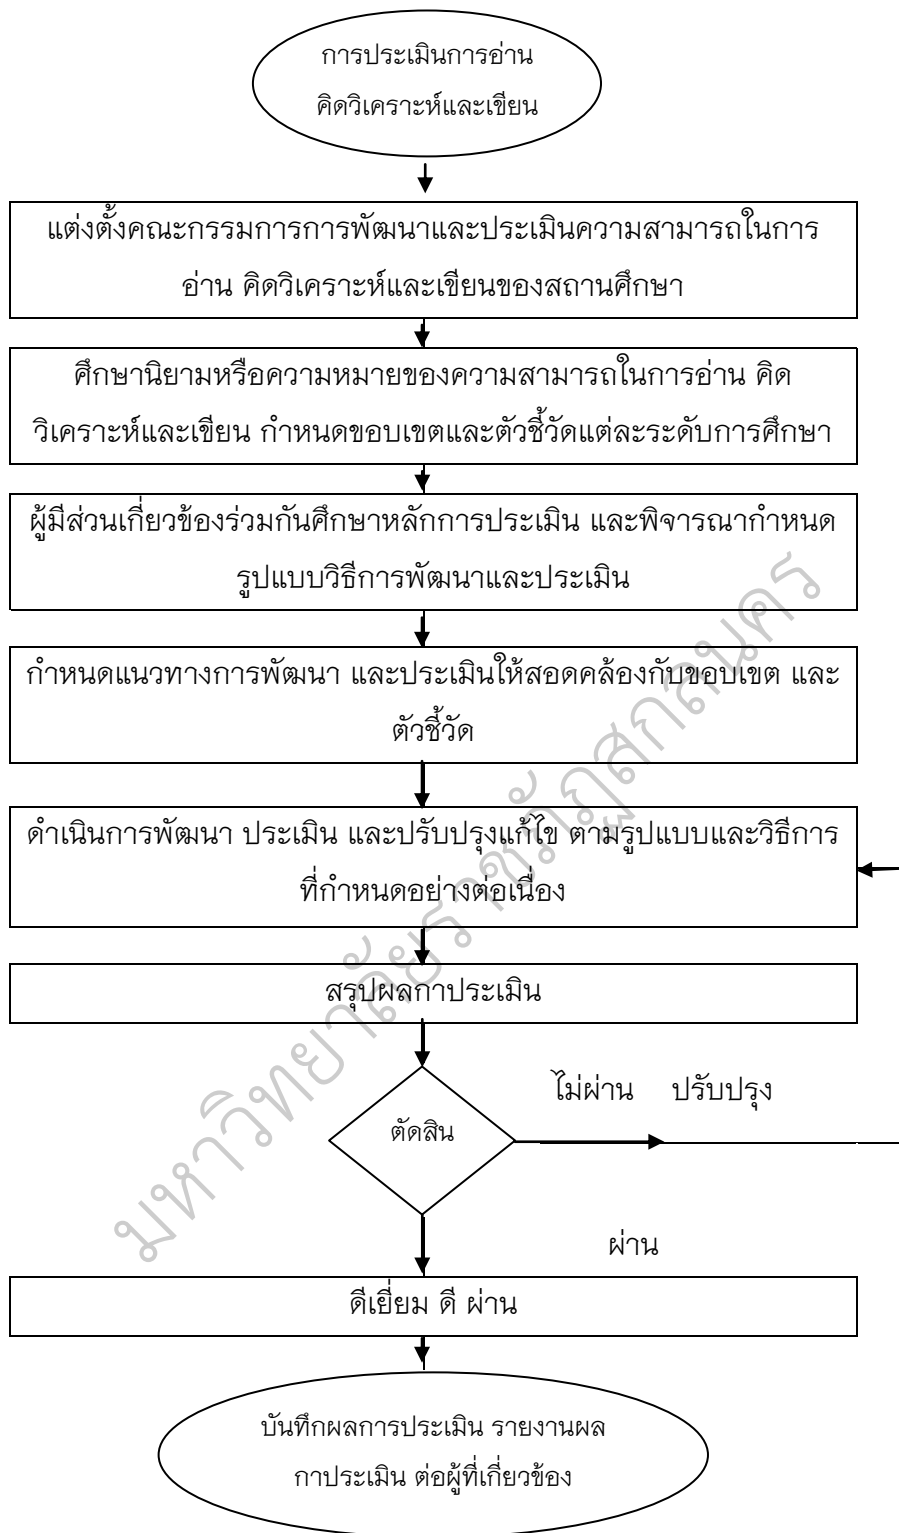 การประเมินการอ่าน
คิดวิเคราะห์และเขียน
แต่งตั้งคณะกรรมการการพัฒนาและประเมินความสามารถในการ
อ่าน คิดวิเคราะห์และเขียนของสถานศึกษา
ศึกษานิยามหรือความหมายของความสามารถในการอ่าน คิด
วิเคราะห์และเขียน กำหนดขอบเขตและตัวชี้วัดแต่ละระดับการศึกษา
ผู้มีส่วนเกี่ยวข้องร่วมกันศึกษาหลักการประเมิน และพิจารณากำหนด
รูปแบบวิธีการพัฒนาและประเมิน
กำหนดแนวทางการพัฒนา และประเมินให้สอดคล้องกับขอบเขต และ
ตัวชี้วัด
ดำเนินการพัฒนา ประเมิน และปรับปรุงแก้ไข ตามรูปแบบและวิธีการ
ที่กำหนดอย่างต่อเนื่อง
สรุปผลกาประเมิน
ไม่ผ่าน ปรับปรุง
ตัดสิน
ผ่าน
ดีเยี่ยม ดี ผ่าน
บันทึกผลการประเมิน รายงานผล
กาประเมิน ต่อผู้ที่เกี่ยวข้อง
มหาวิทยาลัยราชภัฏสกลนคร